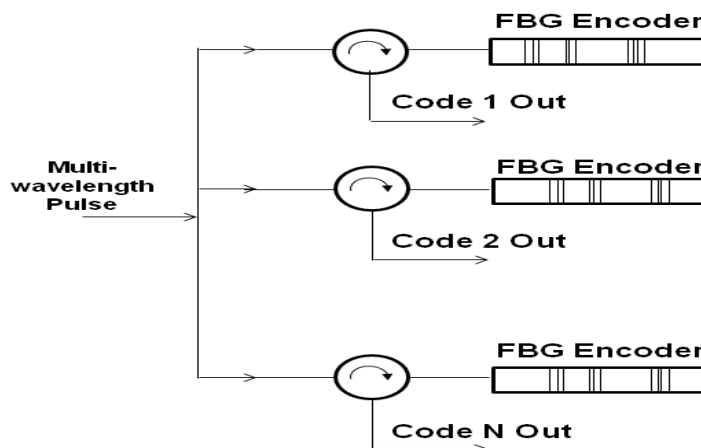 FBG Encoder
Code 1 Out
Multi-
wavelength
Pulse
FBG Encoder
Code 2 Out
FBG Encoder
Code N Out